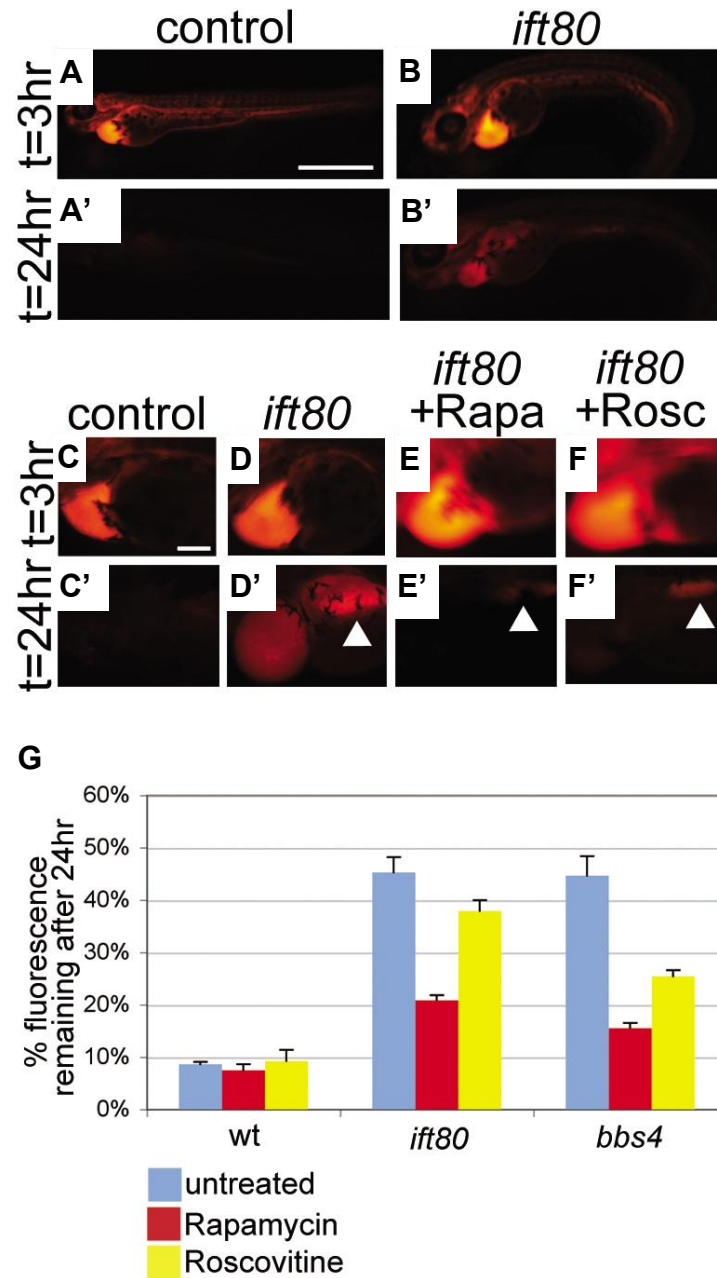 control ift80
t=3hr
A B
t=24hr
A' B'
control ift80 ift80 +Rapa ift80 +Rosc
t=3hr
C D E F
t=24hr
C' D' E' F'
G
% fluorescence remaining after 24hr
60%
50%
40%
30%
20%
10%
0%
wt ift80 bbs4
untreated
Rapamycin
Roscovitine